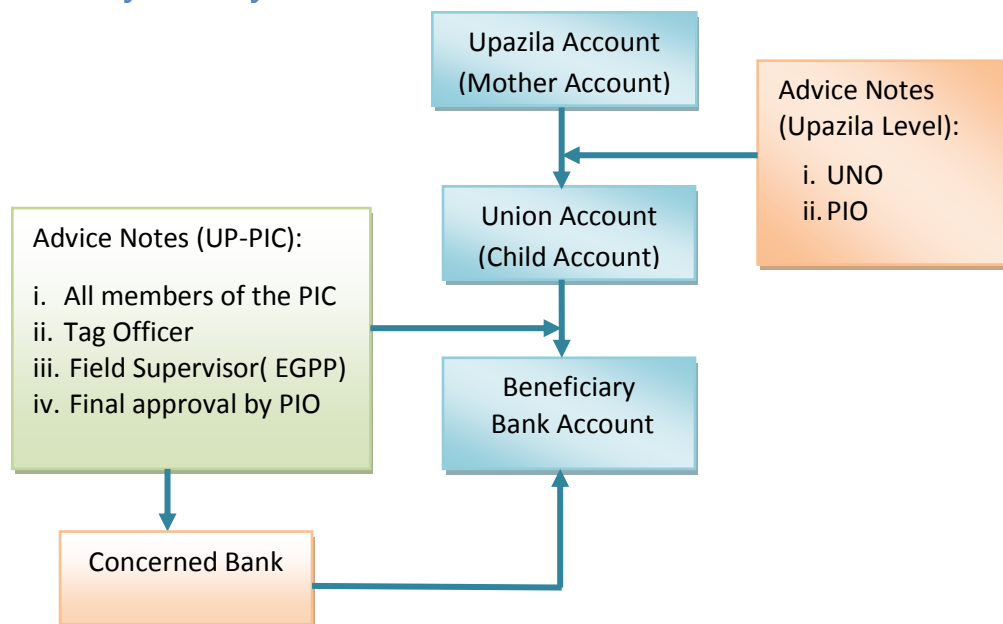 Upazila Account
(Mother Account)
Advice Notes
(Upazila Level):
i. UNO
ii. PIO
Union Account
(Child Account)
Advice Notes (UP-PIC):
i. All members of the PIC
ii. Tag Officer
iii. Field Supervisor( EGPP)
iv. Final approval by PIO
Beneficiary
Bank Account
Concerned Bank